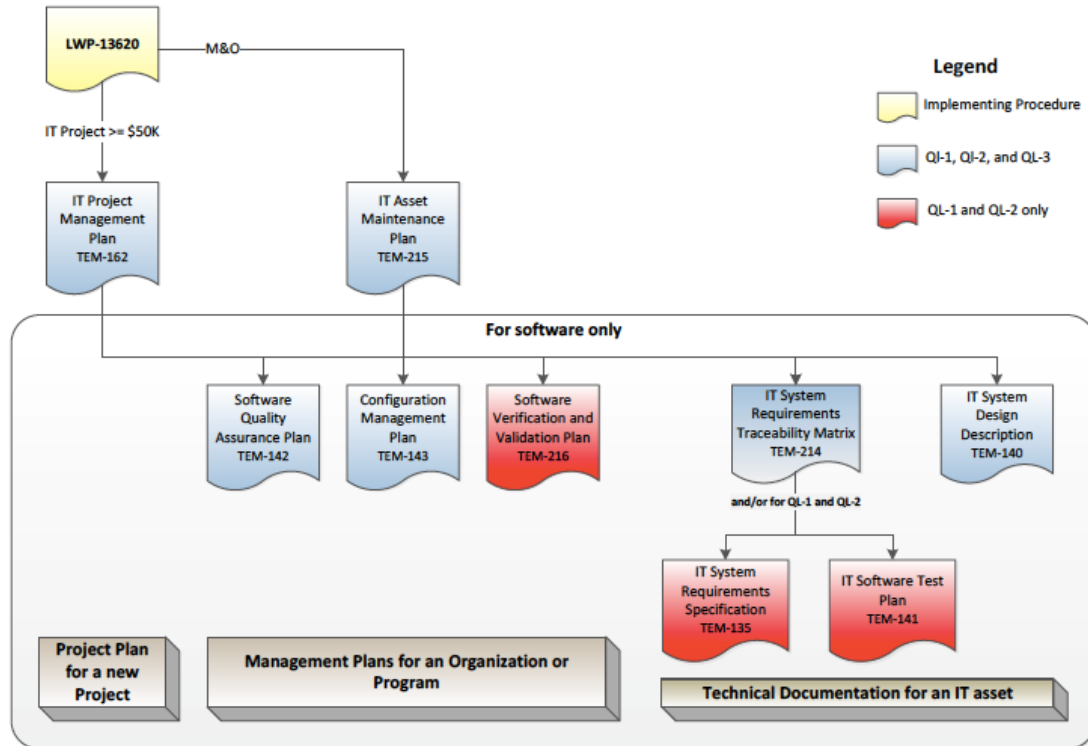 LWP-13620
M&O
Legend
Implementing Procedure
QI-1, QI-2, and QL-3
QL-1 and QL-2 only
IT Project >= $50K
IT Project
Management
Plan
TEM-162
IT Asset
Maintenance
Plan
TEM-215
For software only
Software
Quality
Assurance Plan
TEM-142
Configuration
Management
Plan
TEM-143
Software
Verification and
Validation Plan
TEM-216
IT System
Requirements
Traceability Matrix
TEM-214
IT System
Design
Description
TEM-140
and/or for QL-1 and QL-2
IT System
Requirements
Specification
TEM-135
IT Software Test
Plan
TEM-141
Project Plan
for a new
Project
Management Plans for an Organization or
Program
Technical Documentation for an IT asset